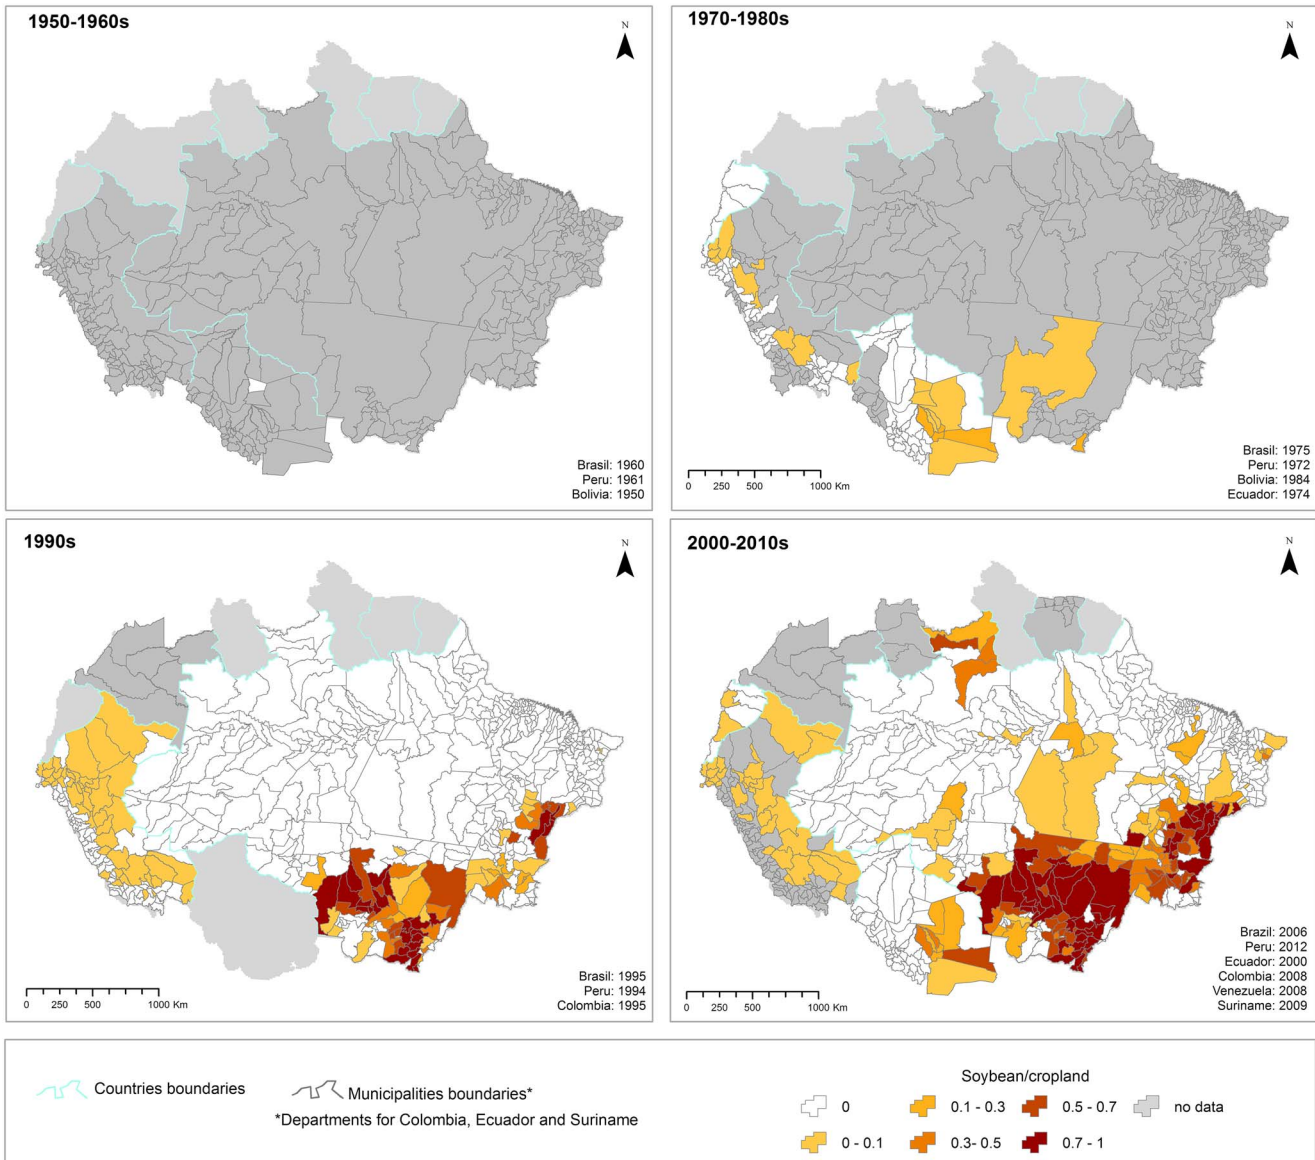 1950-1960s
N
Brasil: 1960
Peru: 1961
Bolivia: 1950
1970-1980s
N
0 250 500 1000 Km
Brasil: 1975
Peru: 1972
Bolivia: 1984
Ecuador: 1974
1990s
N
0 250 500 1000 Km
Brasil: 1995
Peru: 1994
Colombia: 1995
2000-2010s
N
0 250 500 1000 Km
Brazil: 2006
Peru: 2012
Ecuador: 2000
Colombia: 2008
Venezuela: 2008
Suriname: 2009
Countries boundaries
Municipalities boundaries*
*Departments for Colombia, Ecuador and Suriname
Soybean/cropland
0 0.1 - 0.3 0.5 - 0.7 no data
0 - 0.1 0.3- 0.5 0.7 - 1